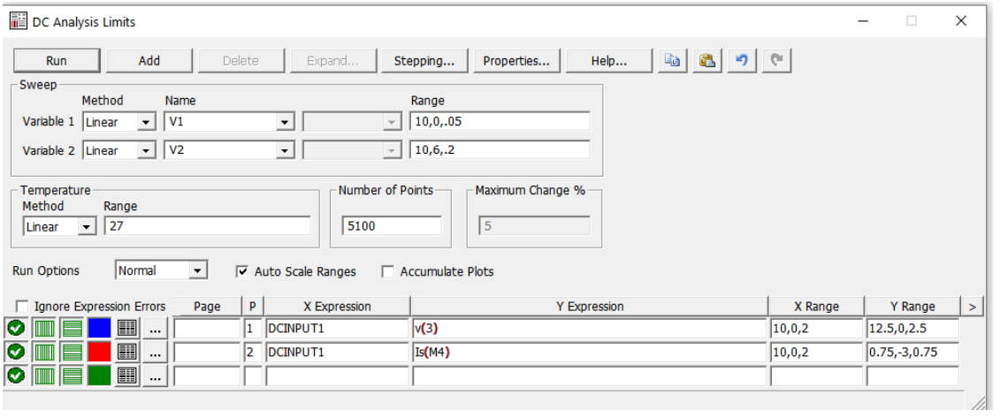 DC Analysis Limits
Run Add Delete Expand... Stepping... Properties... Help...
Sweep
Method Name Range
Variable 1 Linear V1 10,0,.05
Variable 2 Linear V2 10,6,.2
Temperature Number of Points Maximum Change %
Method Range
Linear 27 5100 5
Run Options Normal Auto Scale Ranges Accumulate Plots
Ignore Expression Errors Page P X Expression Y Expression X Range Y Range >
... 1 DCINPUT1 v(3) 10,0,2 12.5,0,2.5
... 2 DCINPUT1 Is(M4) 10,0,2 0.75,-3,0.75
...